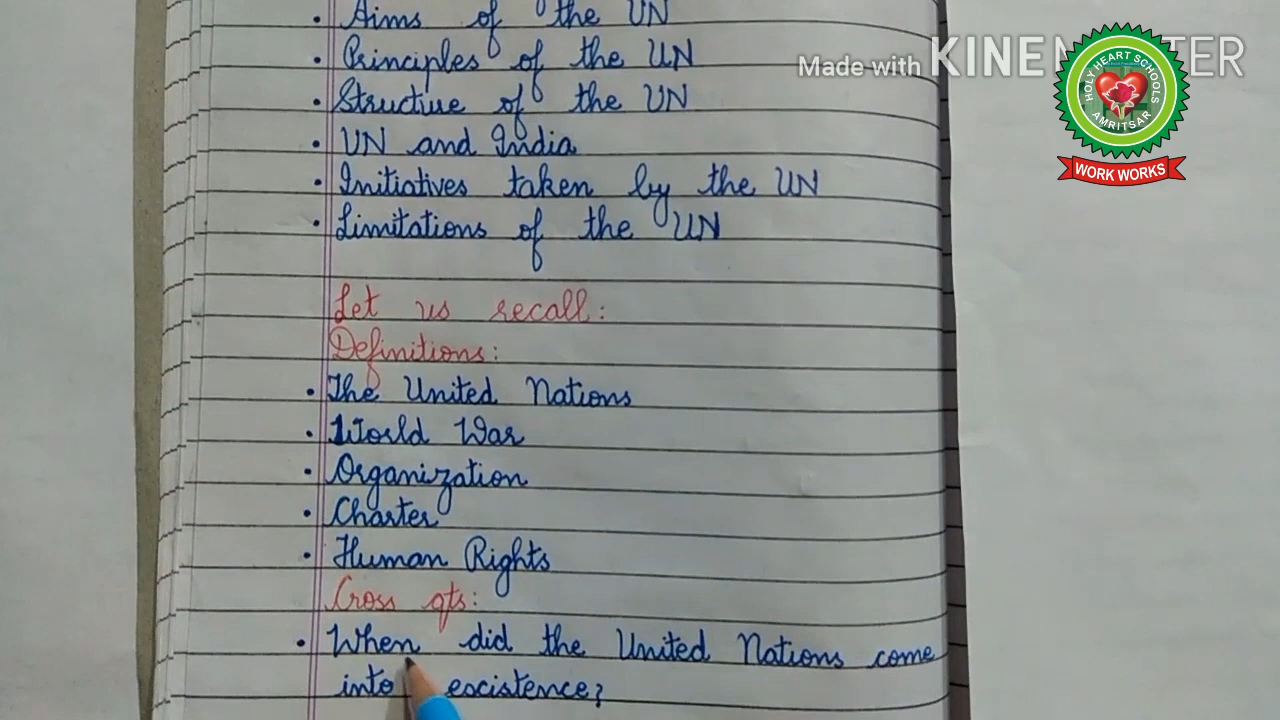 • Aims of the UN
• Principles of the UN
• Structure of the UN
• UN and India
• Initiatives taken by the UN
• Limitations of the UN
Let us recall:
Definitions:
• The United Nations
• World War
• Organization
• Charter
• Human Rights
Cross qts:
• When did the United Nations come
into existence?
Made with KINEMASTER
HOLY HEART SCHOOLS
AMRITSAR
WORK WORKS